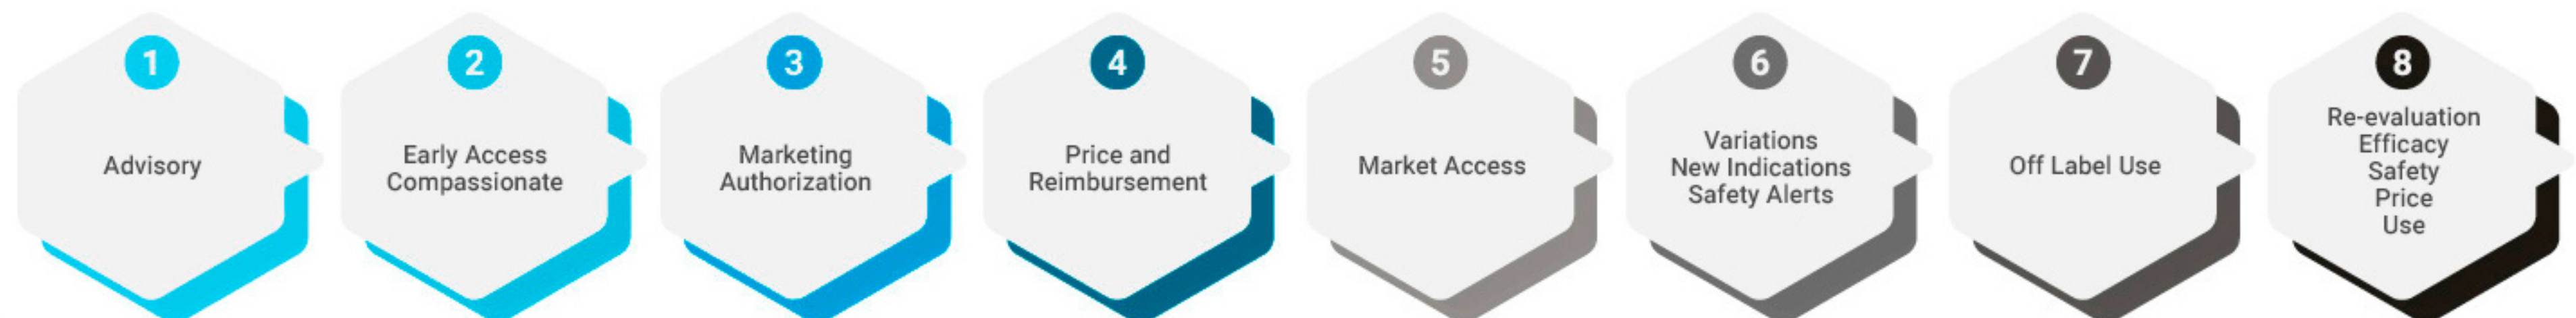 1
Advisory
2
Early Access
Compassionate
3
Marketing
Authorization
4
Price and
Reimbursement
5
Market Access
6
Variations
New Indications
Safety Alerts
7
Off Label Use
8
Re-evaluation
Efficacy
Safety
Price
Use